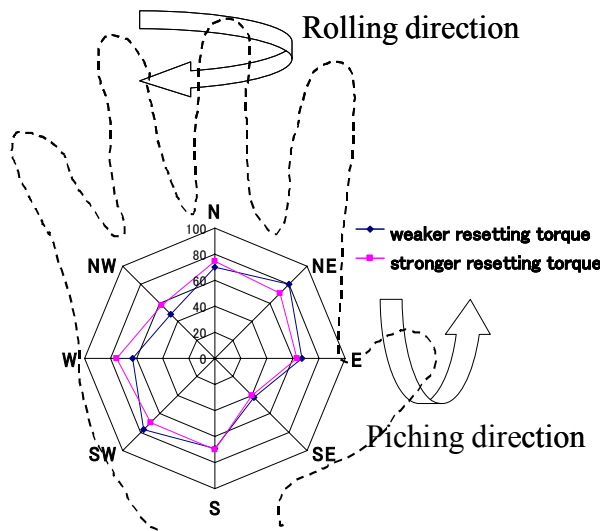 Rolling direction
N
100
80
60
40
20
0
NW
NE
W
E
SW
SE
S
weaker resetting torque
stronger resetting torque
Piching direction